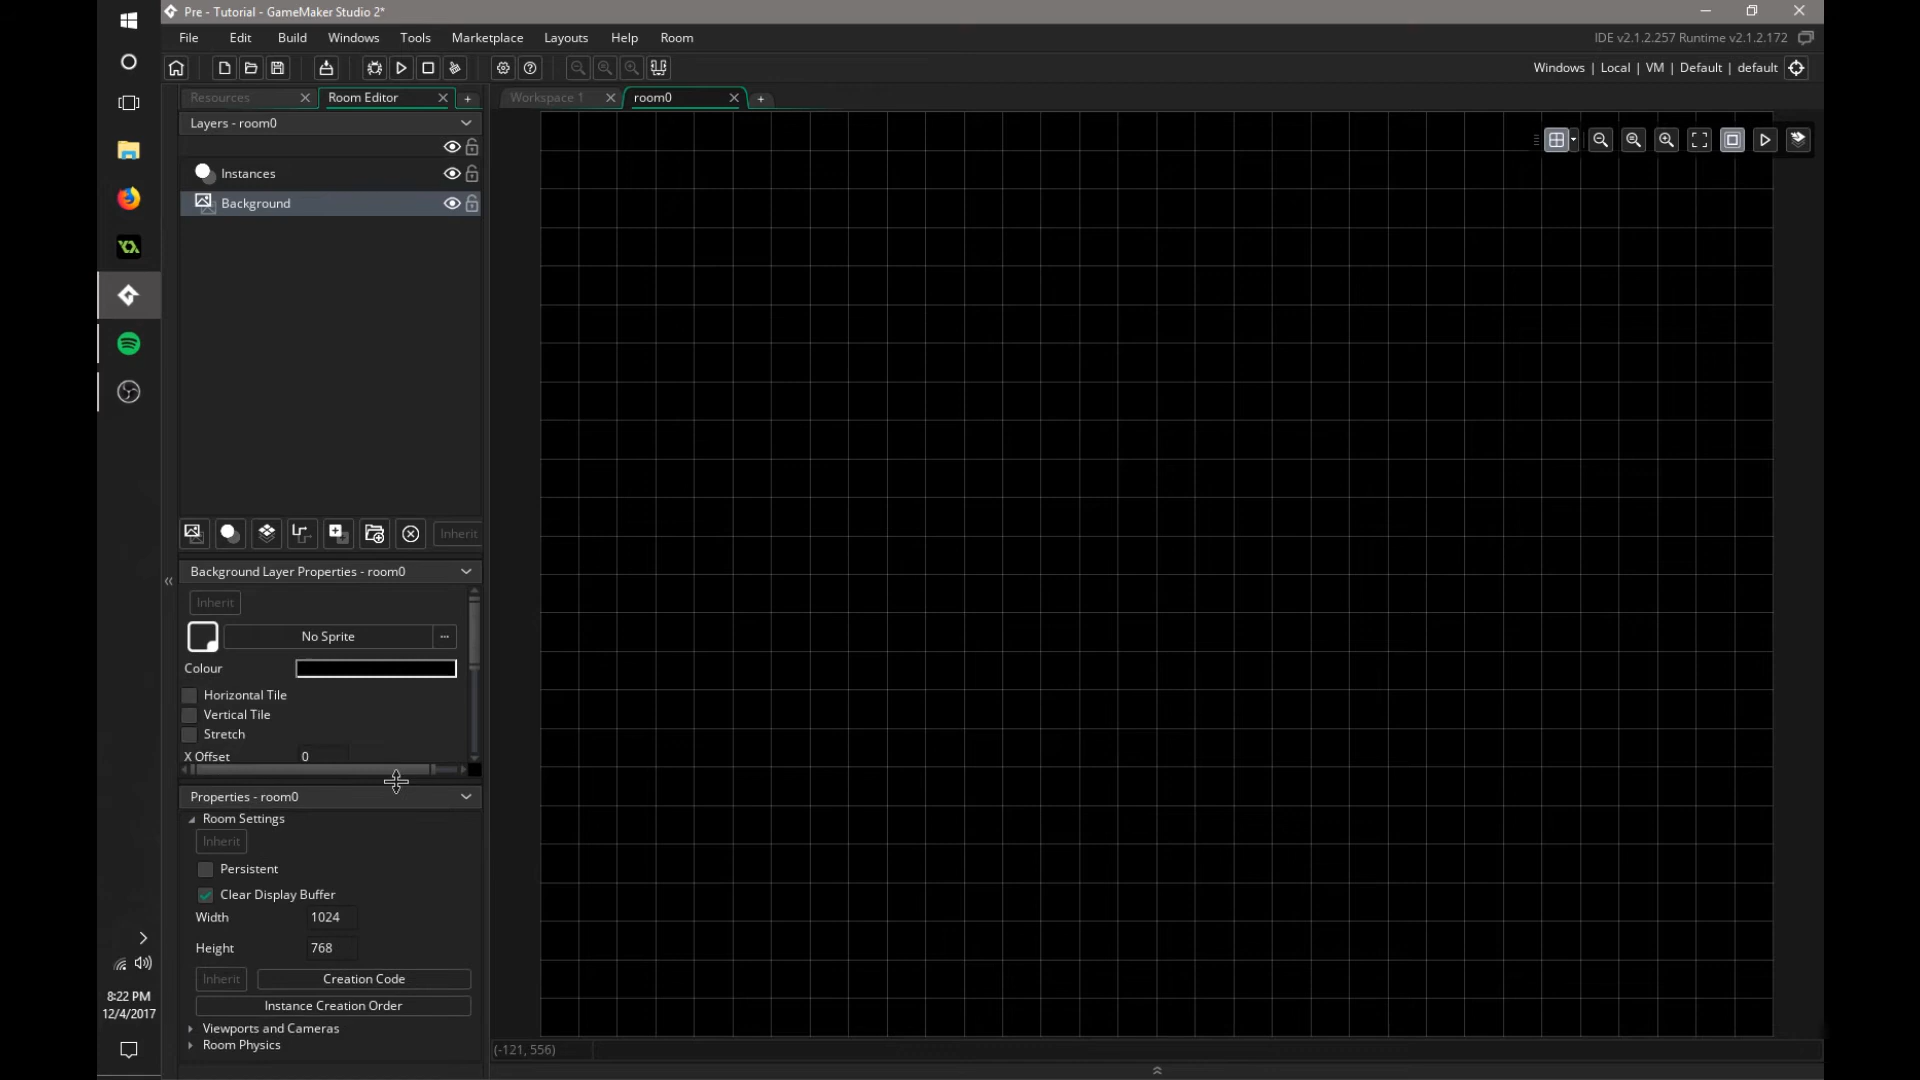 Pre - Tutorial - GameMaker Studio 2*
File Edit Build Windows Tools Marketplace Layouts Help Room
IDE v2.1.2.257 Runtime v2.1.2.172
Windows | Local | VM | Default | default
Resources
Room Editor
Workspace 1
room0
Layers - room0
Instances
Background
Inherit
Background Layer Properties - room0
Inherit
No Sprite
...
Colour
Horizontal Tile
Vertical Tile
Stretch
X Offset 0
Properties - room0
Room Settings
Inherit
Persistent
Clear Display Buffer
Width 1024
Height 768
Inherit Creation Code
Instance Creation Order
Viewports and Cameras
Room Physics
(-121, 556)
8:22 PM
12/4/2017